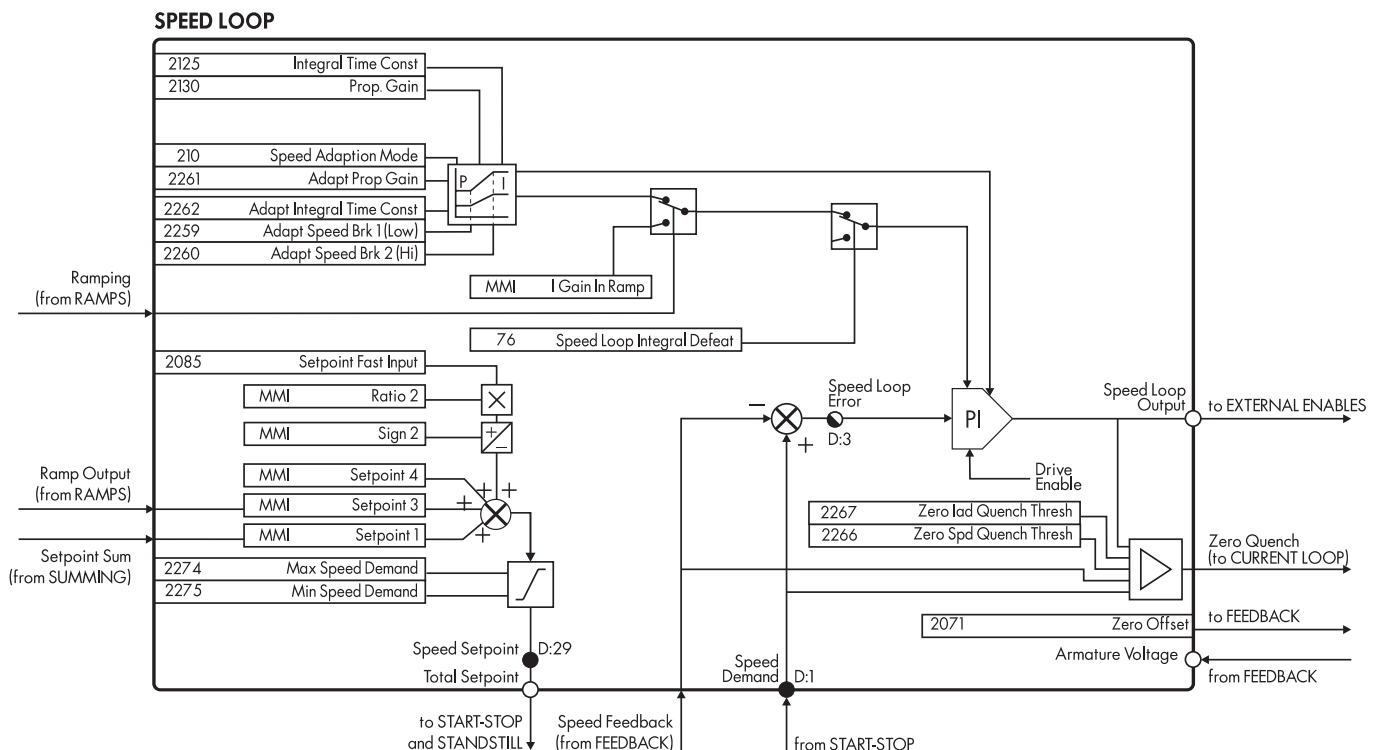 SPEED LOOP
2125 Integral Time Const
2130 Prop. Gain
210 Speed Adaption Mode
2261 Adapt Prop Gain
2262 Adapt Integral Time Const
2259 Adapt Speed Brk 1 (Low)
2260 Adapt Speed Brk 2 (Hi)
P I
Ramping
(from RAMPS)
MMI I Gain In Ramp
76 Speed Loop Integral Defeat
2085 Setpoint Fast Input
MMI Ratio 2
×
MMI Sign 2
+
−
Ramp Output
(from RAMPS)
MMI Setpoint 4
MMI Setpoint 3
MMI Setpoint 1
+ + + +
Setpoint Sum
(from SUMMING)
2274 Max Speed Demand
2275 Min Speed Demand
Speed Setpoint D:29
Total Setpoint
to START-STOP
and STANDSTILL
Speed Feedback
(from FEEDBACK)
Speed
Demand D:1
from START-STOP
−
+
Speed Loop
Error
D:3
PI
Drive
Enable
Speed Loop
Output
to EXTERNAL ENABLES
2267 Zero Iad Quench Thresh
2266 Zero Spd Quench Thresh
Zero Quench
(to CURRENT LOOP)
2071 Zero Offset
to FEEDBACK
Armature Voltage
from FEEDBACK